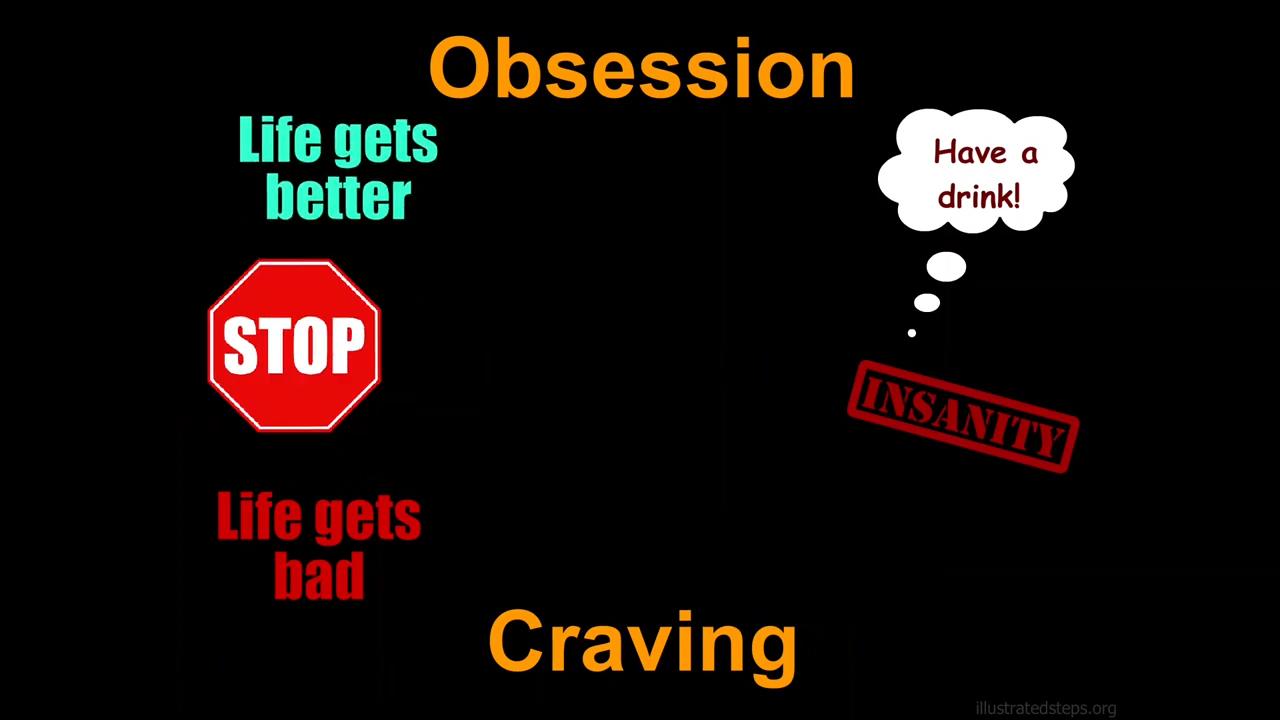 Obsession
Life gets
better
Have a
drink!
STOP
INSANITY
Life gets
bad
Craving
illustratedsteps.org